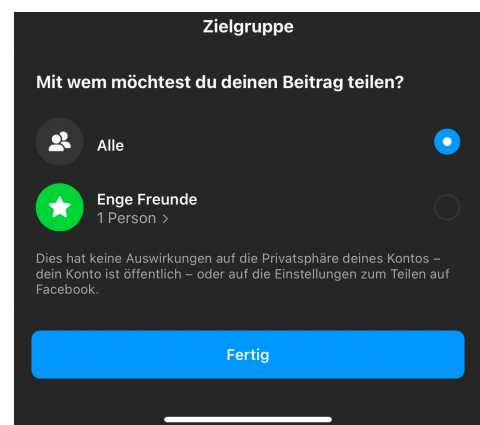 Zielgruppe
Mit wem möchtest du deinen Beitrag teilen?
Alle
Enge Freunde
1 Person >
Dies hat keine Auswirkungen auf die Privatsphäre deines Kontos –
dein Konto ist öffentlich – oder auf die Einstellungen zum Teilen auf
Facebook.
Fertig